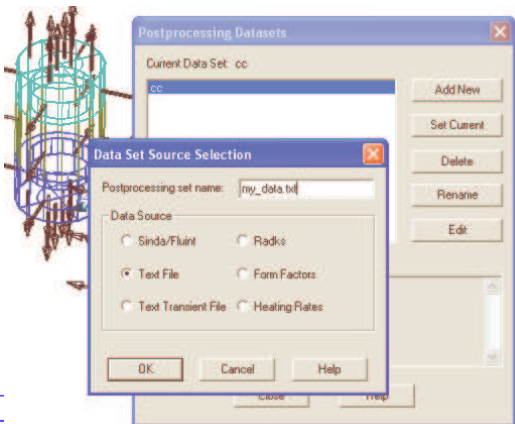 Postprocessing Datasets
Current Data Set: cc
cc
Add New
Set Current
Delete
Rename
Edit
Data Set Source Selection
Postprocessing set name: my_data.txt
Data Source
Sinda/Fluint
Radks
Text File
Form Factors
Text Transient File
Heating Rates
OK
Cancel
Help
Close
Help